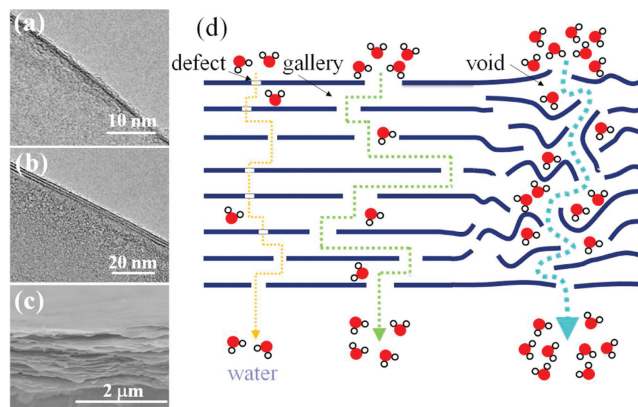 (a)
10 nm
(b)
20 nm
(c)
2 μm
(d)
defect
gallery
void
water